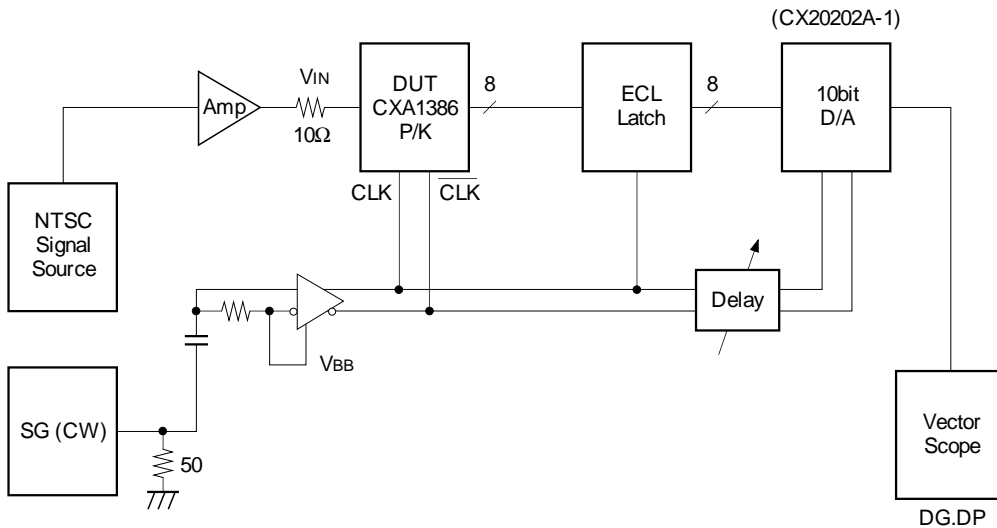 (CX20202A-1)
Amp
VIN
10Ω
DUT
CXA1386
P/K
8
ECL
Latch
8
10bit
D/A
CLK
CLK
NTSC
Signal
Source
Delay
VBB
SG (CW)
50
Vector
Scope
DG.DP